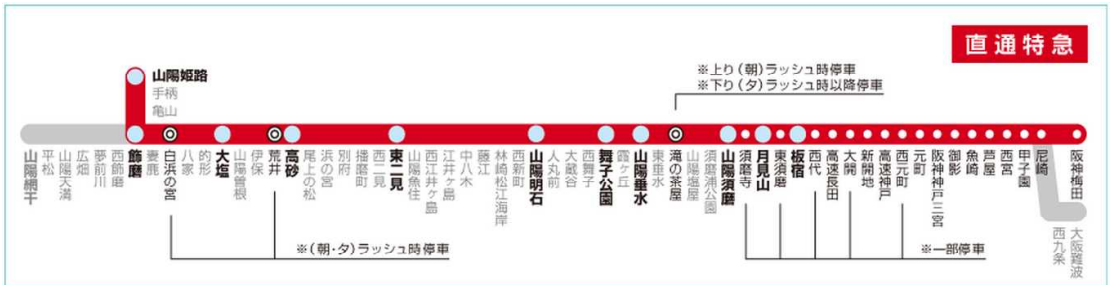 直通特急
山陽姫路
手柄
亀山
※上り(朝)ラッシュ時停車
※下り(夕)ラッシュ時以降停車
山陽網干
平松
山陽天満
広畑
夢前川
西飾磨
飾磨
妻鹿
白浜の宮
八家
的形
大塩
山陽曽根
伊保
荒井
高砂
尾上の松
浜の宮
別府
播磨町
西二見
東二見
山陽魚住
西江井ヶ島
江井ヶ島
中八木
藤江
林崎松江海岸
西新町
山陽明石
人丸前
大蔵谷
西舞子
舞子公園
霞ヶ丘
山陽垂水
東垂水
滝の茶屋
山陽塩屋
須磨浦公園
山陽須磨
須磨寺
月見山
東須磨
板宿
西代
高速長田
大開
新開地
高速神戸
西元町
元町
阪神神戸三宮
御影
魚崎
芦屋
西宮
甲子園
尼崎
阪神梅田
西九条
大阪難波
※(朝・夕)ラッシュ時停車
※一部停車